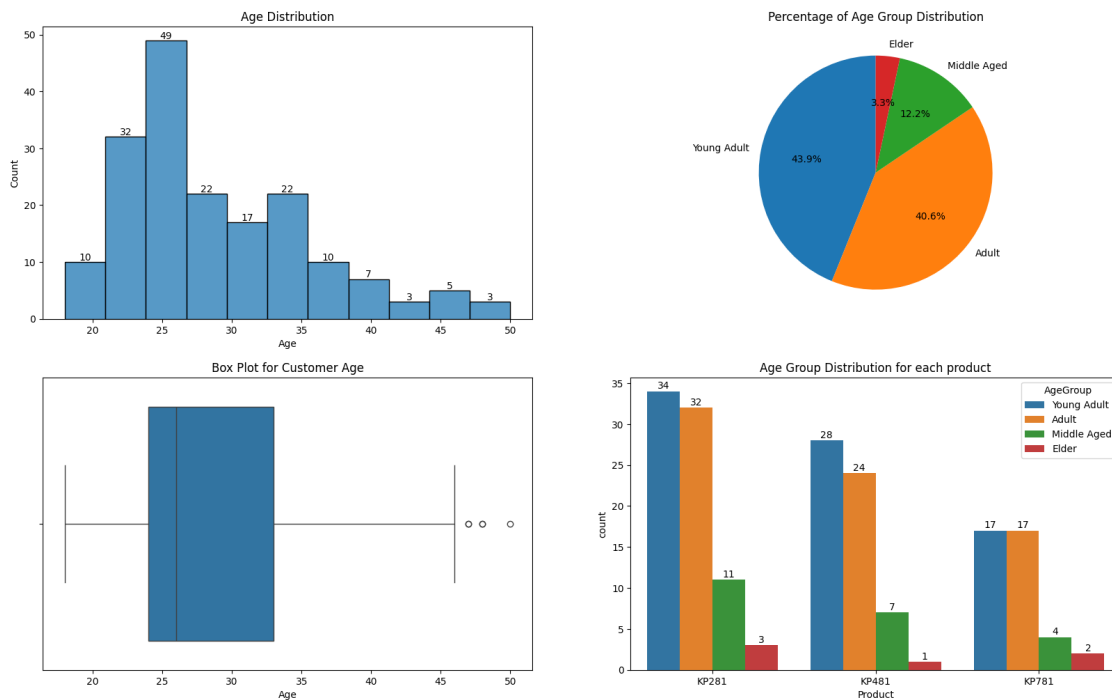 Age Distribution
50
40
30
20
10
0
Count
10
32
49
22
17
22
10
7
3
5
3
20 25 30 35 40 45 50
Age
Percentage of Age Group Distribution
Elder
Middle Aged
Young Adult
Adult
3.3%
12.2%
43.9%
40.6%
Box Plot for Customer Age
20 25 30 35 40 45 50
Age
Age Group Distribution for each product
35
30
25
20
15
10
5
0
count
AgeGroup
Young Adult
Adult
Middle Aged
Elder
34
32
11
3
28
24
7
1
17
17
4
2
KP281 KP481 KP781
Product